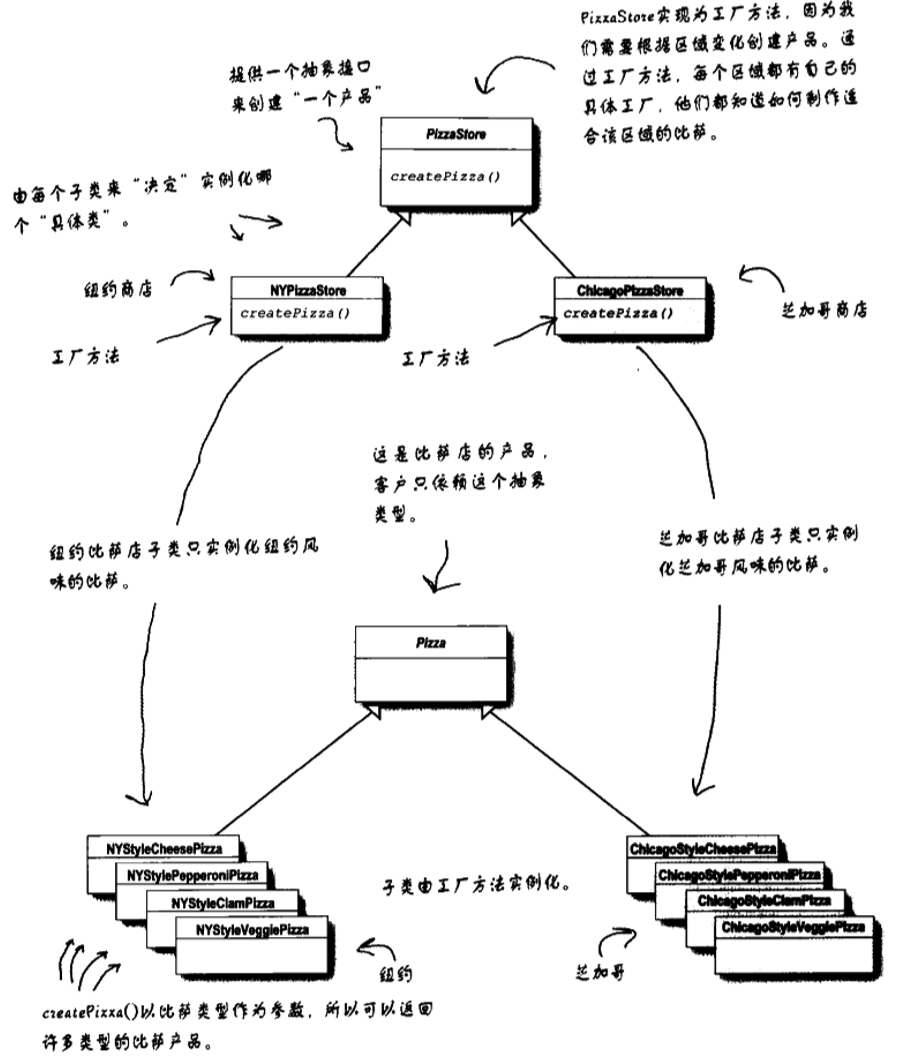 PizzaStore实现为工厂方法，因为我
们需要根据区域变化创建产品。通
过工厂方法，每个区域都有自己的
具体工厂，他们都知道如何制作适
合该区域的比萨。
提供一个抽象接口
来创建“一个产品”
PizzaStore
createPizza()
由每个子类来“决定”实例化哪
个“具体类”。
纽约商店
NYPizzaStore
createPizza()
工厂方法
ChicagoPizzaStore
createPizza()
芝加哥商店
工厂方法
这是比萨店的产品，
客户只依赖这个抽象
类型。
纽约比萨店子类只实例化纽约风
味的比萨。
芝加哥比萨店子类只实例
化芝加哥风味的比萨。
Pizza
NYStyleCheesePizza
NYStylePepperoniPizza
NYStyleClamPizza
NYStyleVeggiePizza
子类由工厂方法实例化。
ChicagoStyleCheesePizza
ChicagoStylePepperoniPizza
ChicagoStyleClamPizza
ChicagoStyleVeggiePizza
纽约
芝加哥
createPizza()以比萨类型作为参数，所以可以返回
许多类型的比萨产品。